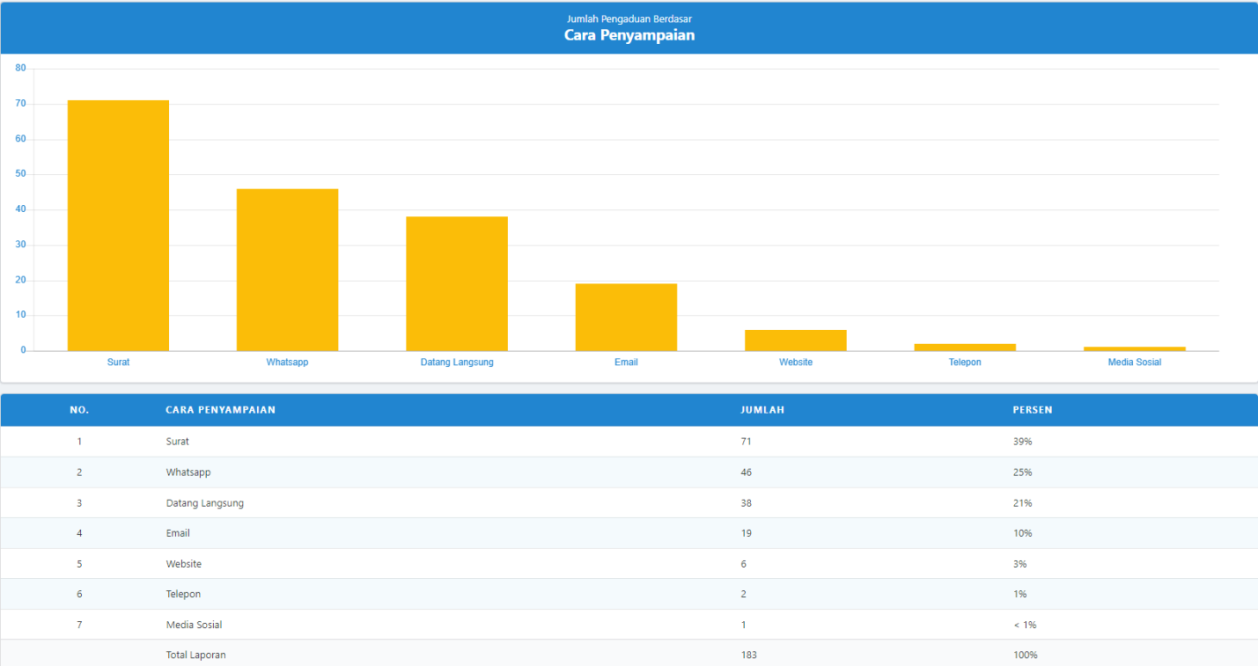 Jumlah Pengaduan Berdasar
Cara Penyampaian
80
70
60
50
40
30
20
10
0
Surat Whatsapp Datang Langsung Email Website Telepon Media Sosial
NO. CARA PENYAMPAIAN JUMLAH PERSEN
1 Surat 71 39%
2 Whatsapp 46 25%
3 Datang Langsung 38 21%
4 Email 19 10%
5 Website 6 3%
6 Telepon 2 1%
7 Media Sosial 1 < 1%
Total Laporan 183 100%